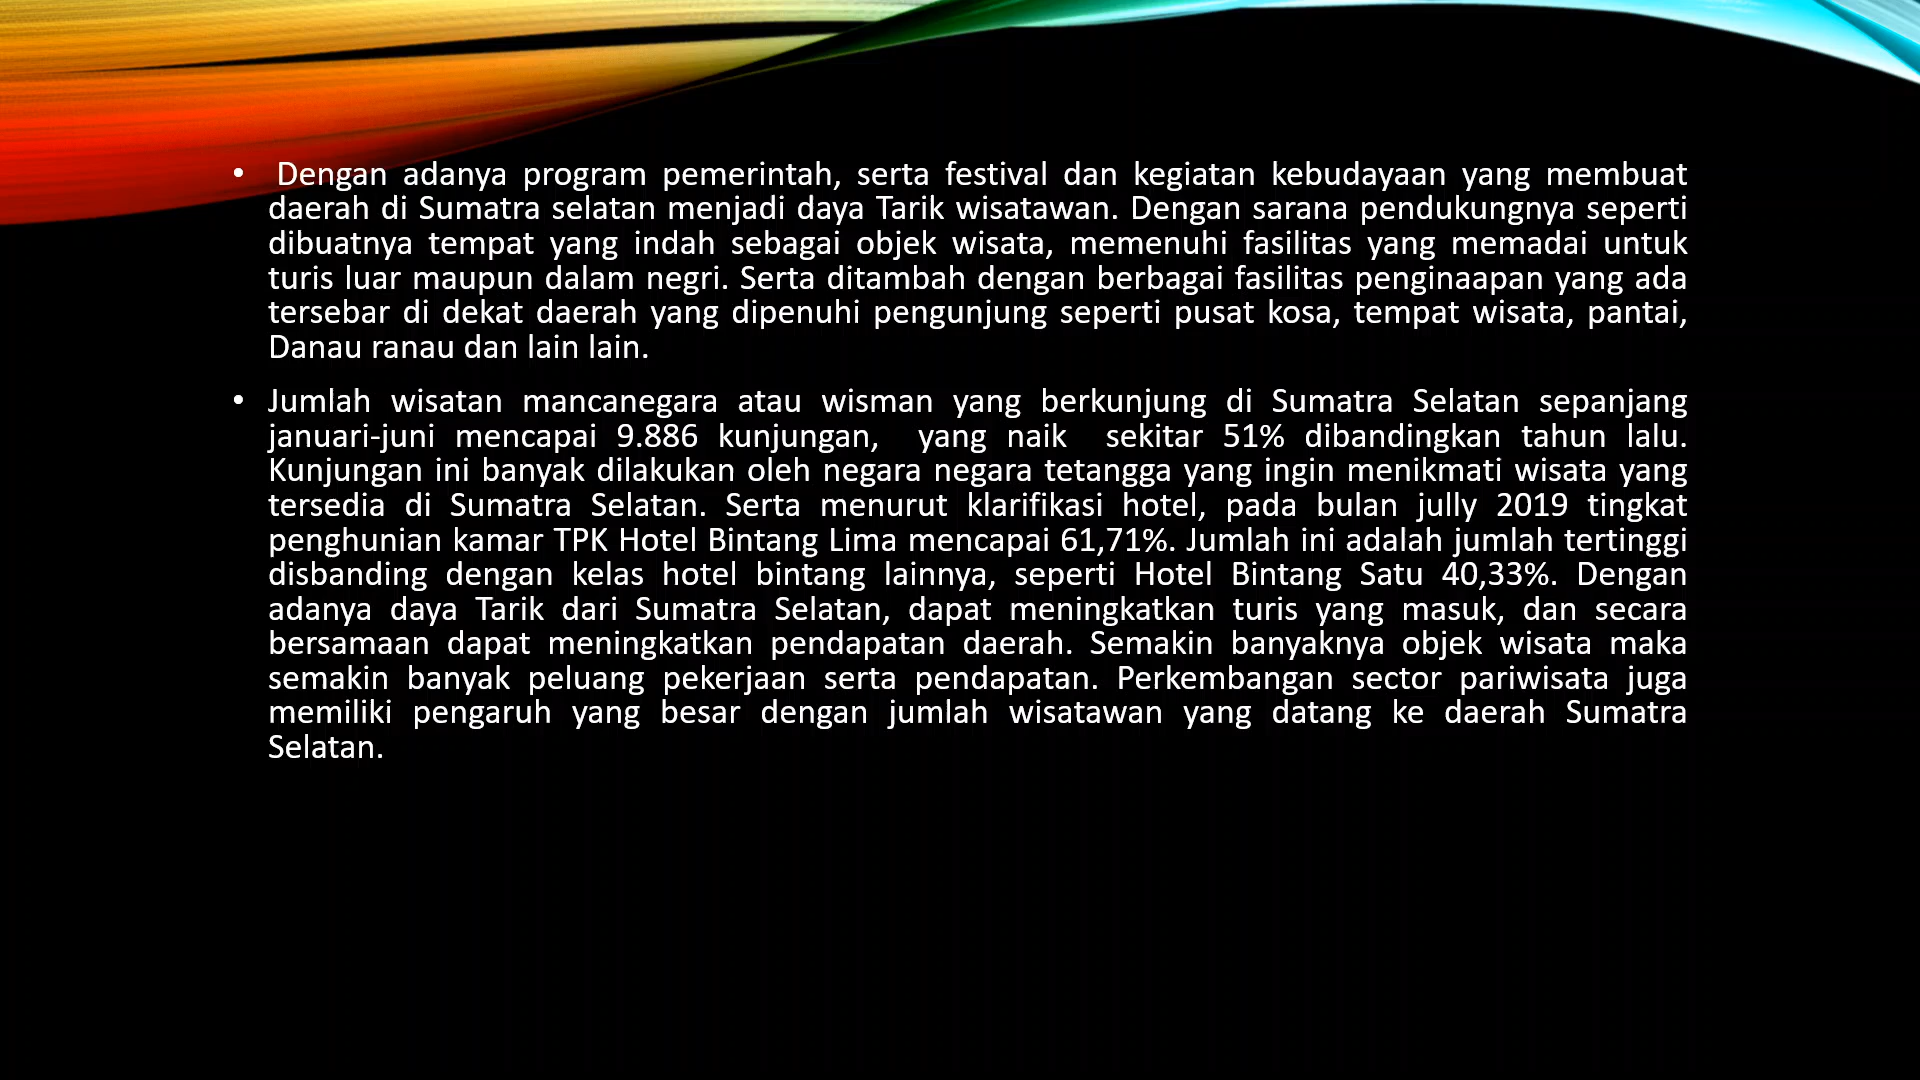 • Dengan adanya program pemerintah, serta festival dan kegiatan kebudayaan yang membuat
daerah di Sumatra selatan menjadi daya Tarik wisatawan. Dengan sarana pendukungnya seperti
dibuatnya tempat yang indah sebagai objek wisata, memenuhi fasilitas yang memadai untuk
turis luar maupun dalam negri. Serta ditambah dengan berbagai fasilitas penginaapan yang ada
tersebar di dekat daerah yang dipenuhi pengunjung seperti pusat kosa, tempat wisata, pantai,
Danau ranau dan lain lain.
• Jumlah wisatan mancanegara atau wisman yang berkunjung di Sumatra Selatan sepanjang
januari-juni mencapai 9.886 kunjungan, yang naik sekitar 51% dibandingkan tahun lalu.
Kunjungan ini banyak dilakukan oleh negara negara tetangga yang ingin menikmati wisata yang
tersedia di Sumatra Selatan. Serta menurut klarifikasi hotel, pada bulan jully 2019 tingkat
penghunian kamar TPK Hotel Bintang Lima mencapai 61,71%. Jumlah ini adalah jumlah tertinggi
disbanding dengan kelas hotel bintang lainnya, seperti Hotel Bintang Satu 40,33%. Dengan
adanya daya Tarik dari Sumatra Selatan, dapat meningkatkan turis yang masuk, dan secara
bersamaan dapat meningkatkan pendapatan daerah. Semakin banyaknya objek wisata maka
semakin banyak peluang pekerjaan serta pendapatan. Perkembangan sector pariwisata juga
memiliki pengaruh yang besar dengan jumlah wisatawan yang datang ke daerah Sumatra
Selatan.